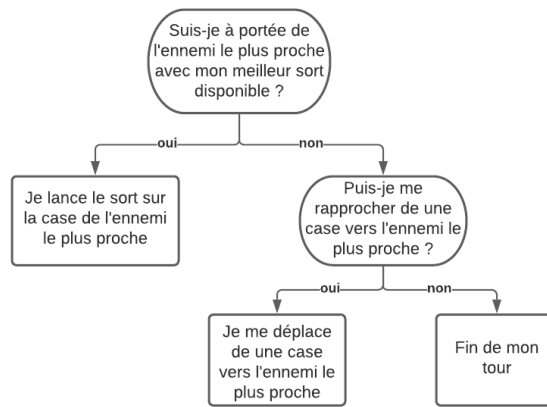 Suis-je à portée de
l'ennemi le plus proche
avec mon meilleur sort
disponible ?
oui
non
Je lance le sort sur
la case de l'ennemi
le plus proche
Puis-je me
rapprocher de une
case vers l'ennemi le
plus proche ?
oui
non
Je me déplace
de une case
vers l'ennemi le
plus proche
Fin de mon
tour